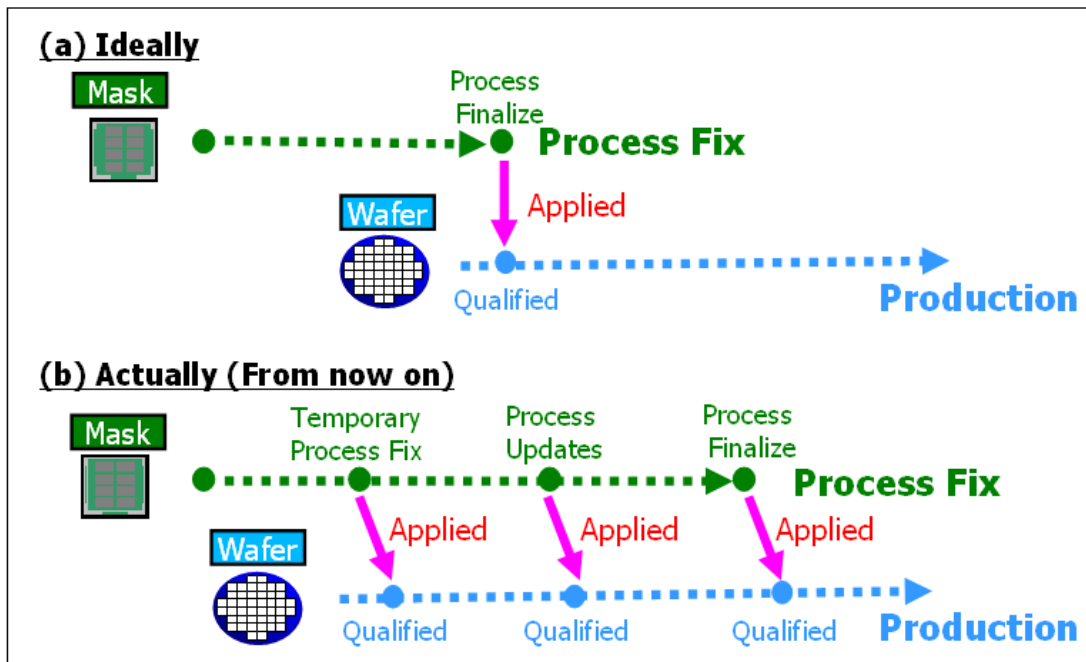 (a) Ideally
Mask
Process
Finalize
Process Fix
Applied
Wafer
Qualified
Production
(b) Actually (From now on)
Mask
Temporary
Process Fix
Process
Updates
Process
Finalize
Process Fix
Applied
Applied
Applied
Wafer
Qualified
Qualified
Qualified
Production